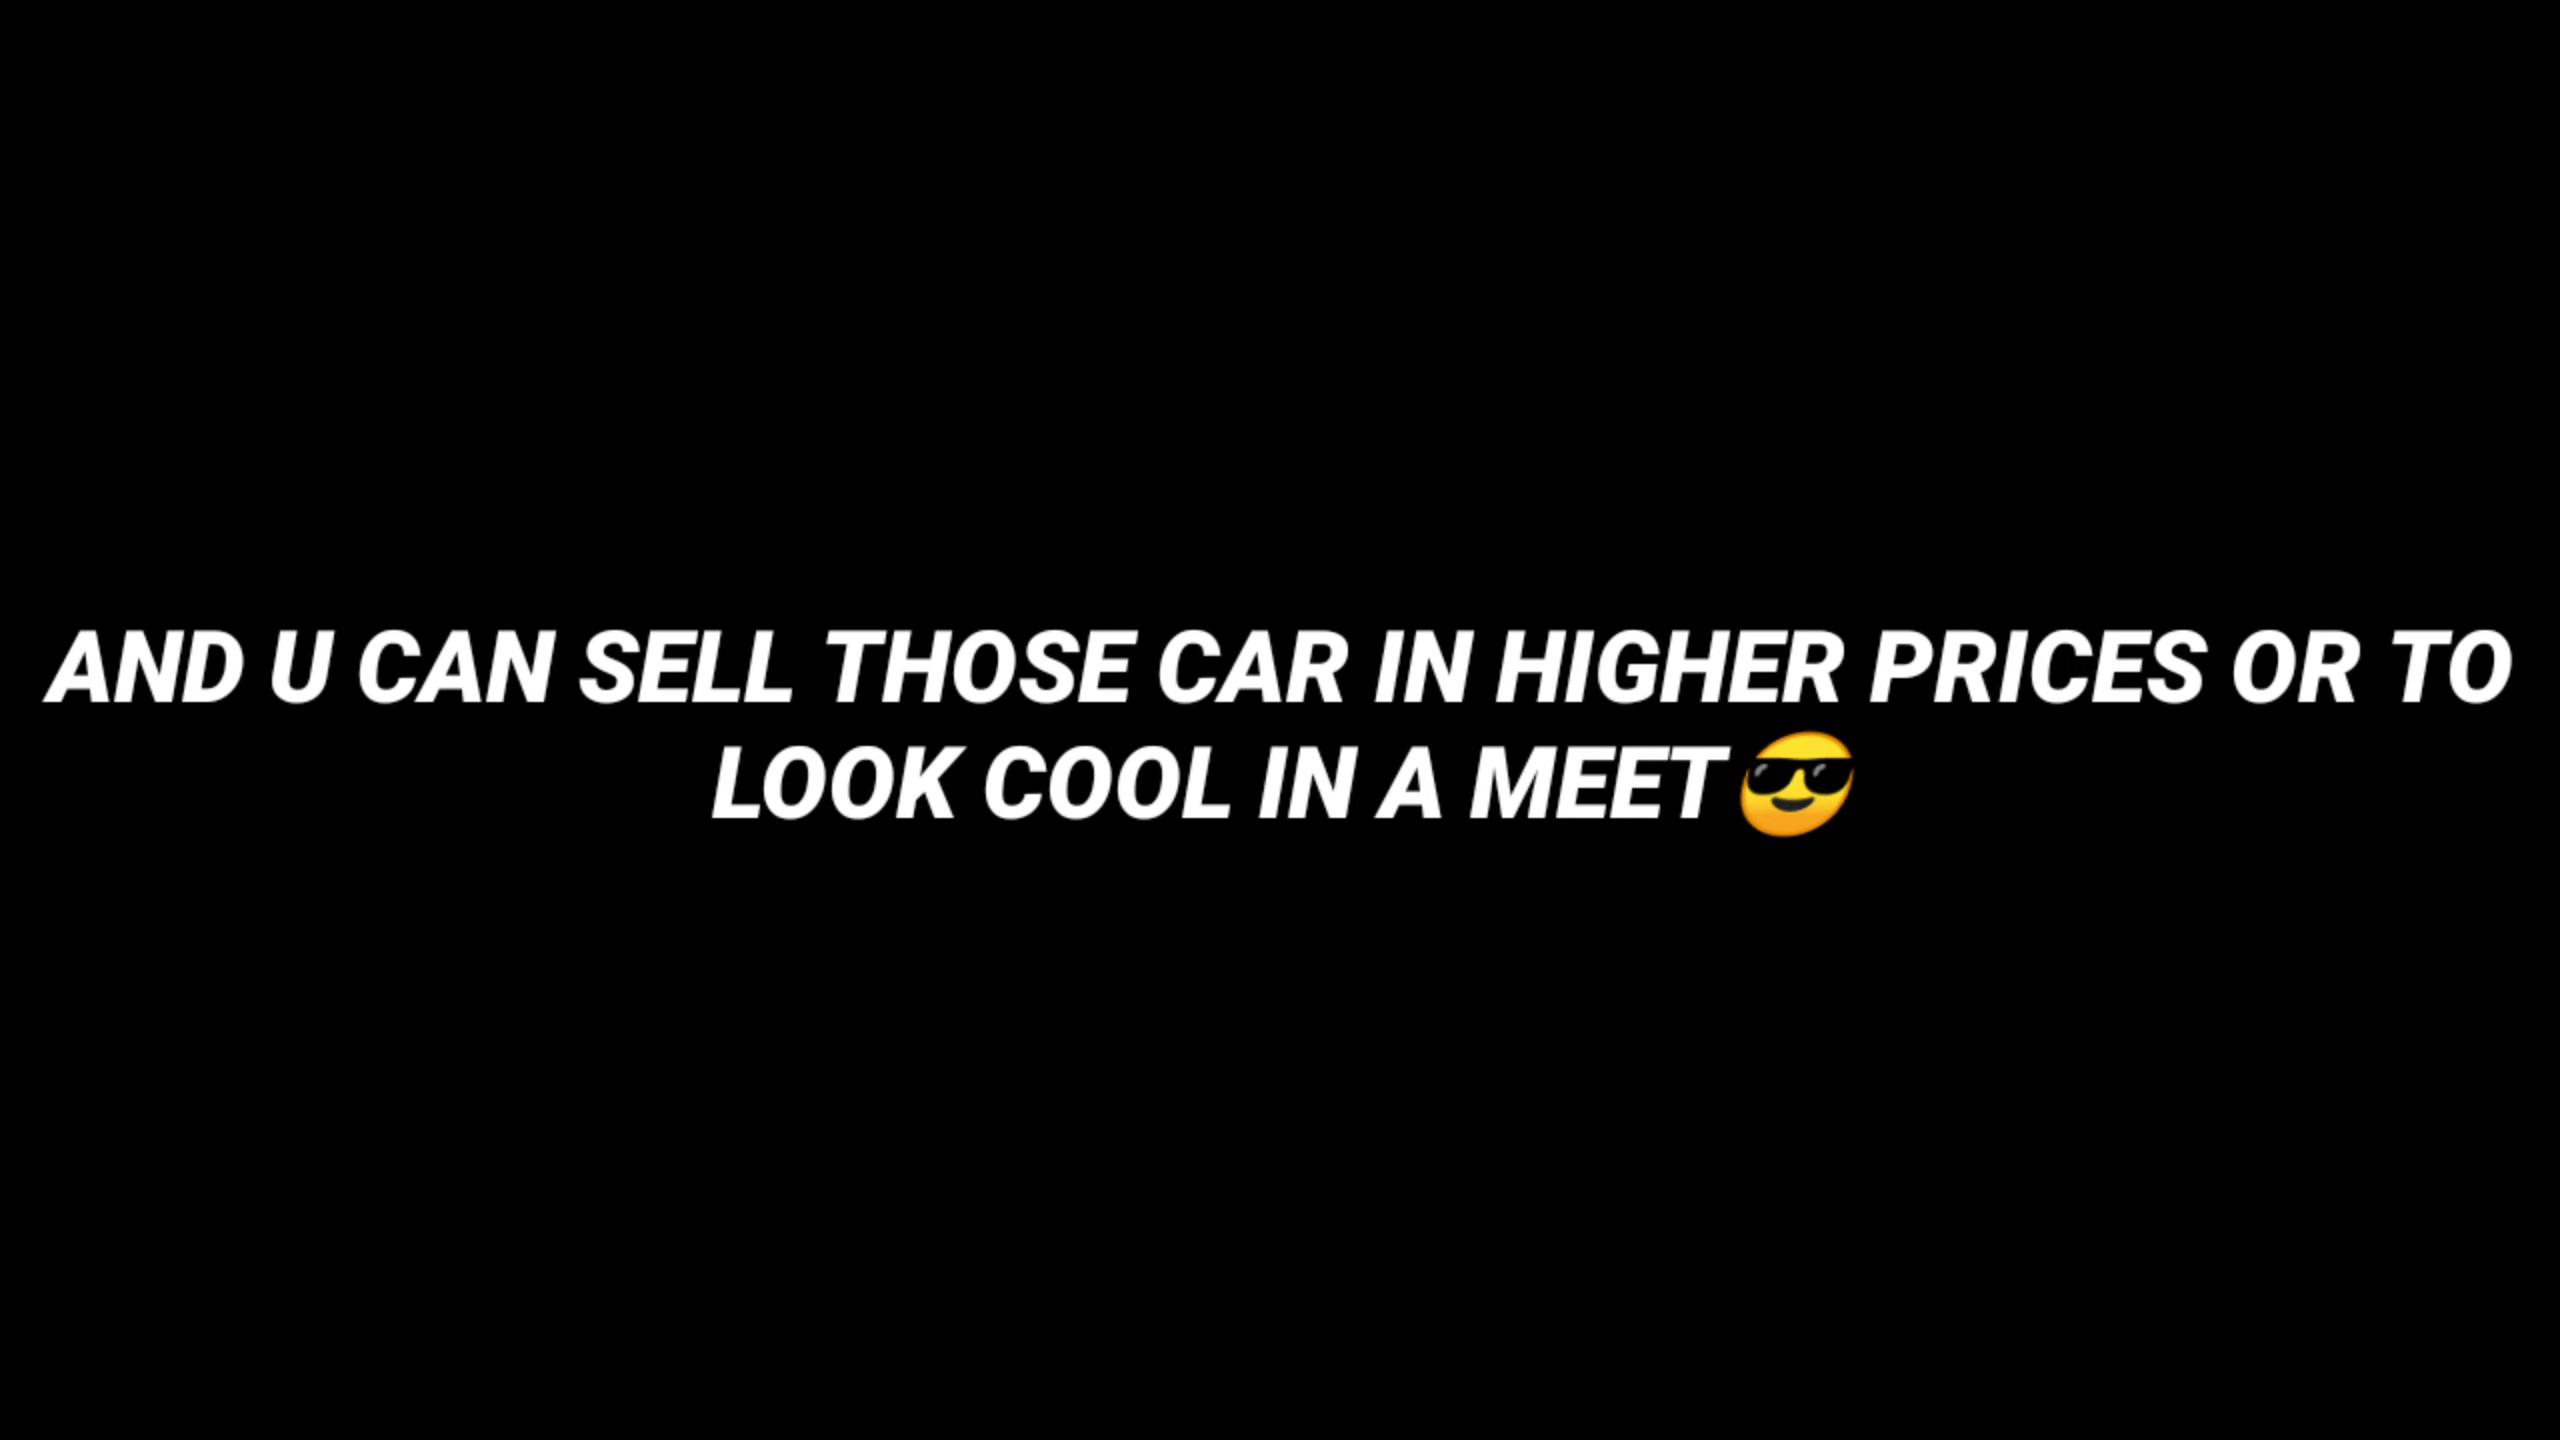 AND U CAN SELL THOSE CAR IN HIGHER PRICES OR TO
LOOK COOL IN A MEET😎